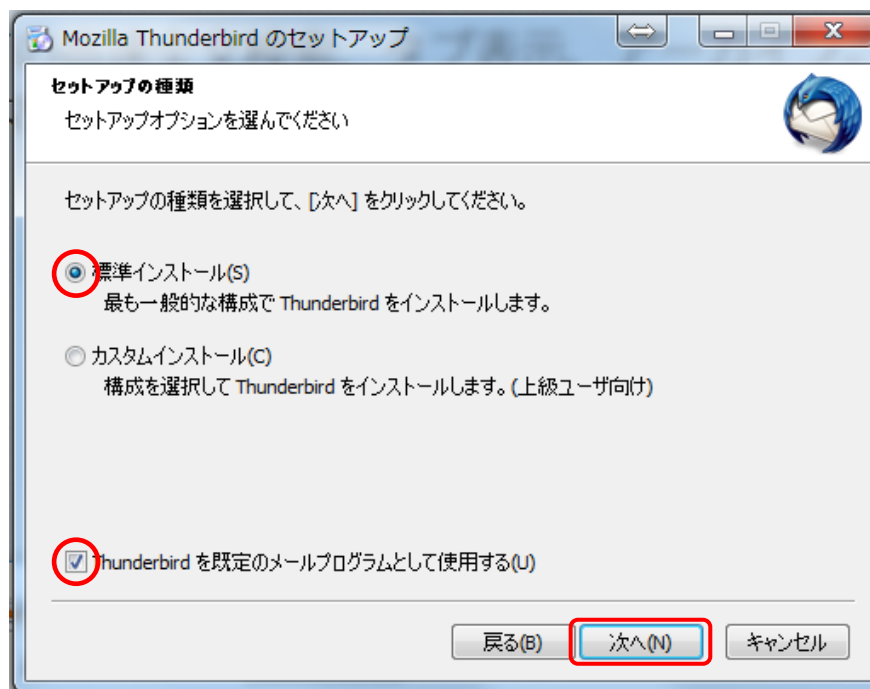 Mozilla Thunderbird のセットアップ
セットアップの種類
セットアップオプションを選んでください
セットアップの種類を選択して、[次へ] をクリックしてください。
標準インストール(S)
最も一般的な構成で Thunderbird をインストールします。
カスタムインストール(C)
構成を選択して Thunderbird をインストールします。(上級ユーザ向け)
Thunderbird を既定のメールプログラムとして使用する(U)
戻る(B) 次へ(N) キャンセル